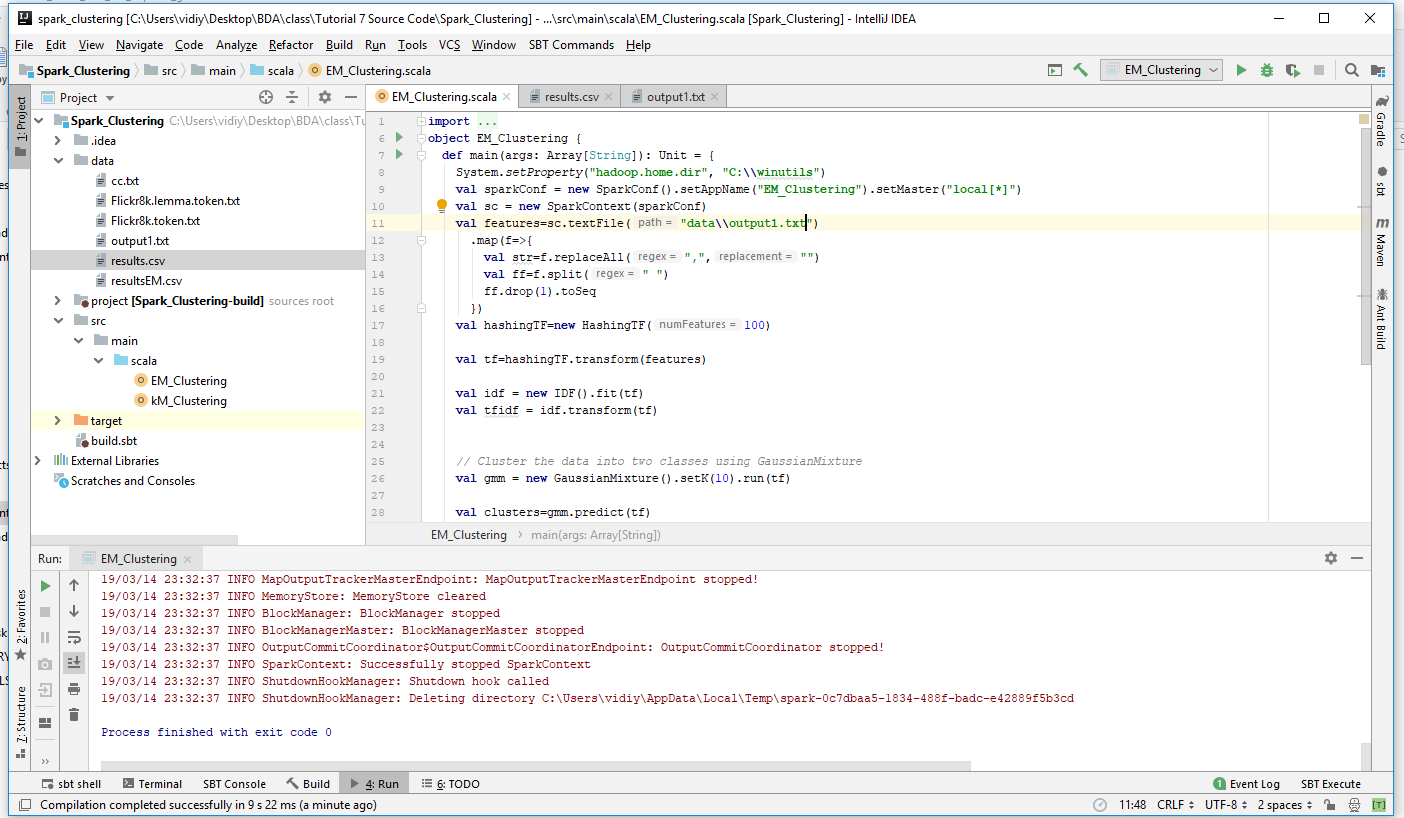 spark_clustering [C:\Users\vidiy\Desktop\BDA\class\Tutorial 7 Source Code\Spark_Clustering] - ...\src\main\scala\EM_Clustering.scala [Spark_Clustering] - IntelliJ IDEA
File Edit View Navigate Code Analyze Refactor Build Run Tools VCS Window SBT Commands Help
Spark_Clustering src main scala EM_Clustering.scala EM_Clustering
1: Project
2: Favorites
7: Structure
Project
Spark_Clustering C:\Users\vidiy\Desktop\BDA\class\Tu
.idea
data
cc.txt
Flickr8k.lemma.token.txt
Flickr8k.token.txt
output1.txt
results.csv
resultsEM.csv
project [Spark_Clustering-build] sources root
src
main
scala
EM_Clustering
kM_Clustering
target
build.sbt
External Libraries
Scratches and Consoles
EM_Clustering.scala results.csv output1.txt
1 import ...
6 object EM_Clustering {
7 def main(args: Array[String]): Unit = {
8 System.setProperty("hadoop.home.dir", "C:\\winutils")
9 val sparkConf = new SparkConf().setAppName("EM_Clustering").setMaster("local[*]")
10 val sc = new SparkContext(sparkConf)
11 val features=sc.textFile( path = "data\\output1.txt")
12 .map(f=>{
13 val str=f.replaceAll( regex = ",", replacement = "")
14 val ff=f.split( regex = " ")
15 ff.drop(1).toSeq
16 })
17 val hashingTF=new HashingTF( numFeatures = 100)
18
19 val tf=hashingTF.transform(features)
20
21 val idf = new IDF().fit(tf)
22 val tfidf = idf.transform(tf)
23
24
25 // Cluster the data into two classes using GaussianMixture
26 val gmm = new GaussianMixture().setK(10).run(tf)
27
28 val clusters=gmm.predict(tf)
EM_Clustering main(args: Array[String])
Gradle
sbt
m Maven
Ant Build
Run: EM_Clustering
19/03/14 23:32:37 INFO MapOutputTrackerMasterEndpoint: MapOutputTrackerMasterEndpoint stopped!
19/03/14 23:32:37 INFO MemoryStore: MemoryStore cleared
19/03/14 23:32:37 INFO BlockManager: BlockManager stopped
19/03/14 23:32:37 INFO BlockManagerMaster: BlockManagerMaster stopped
19/03/14 23:32:37 INFO OutputCommitCoordinator$OutputCommitCoordinatorEndpoint: OutputCommitCoordinator stopped!
19/03/14 23:32:37 INFO SparkContext: Successfully stopped SparkContext
19/03/14 23:32:37 INFO ShutdownHookManager: Shutdown hook called
19/03/14 23:32:37 INFO ShutdownHookManager: Deleting directory C:\Users\vidiy\AppData\Local\Temp\spark-0c7dbaa5-1834-488f-badc-e42889f5b3cd
Process finished with exit code 0
sbt shell Terminal SBT Console Build 4: Run 6: TODO 1 Event Log SBT Execute
Compilation completed successfully in 9 s 22 ms (a minute ago) 11:48 CRLF UTF-8 2 spaces [T]